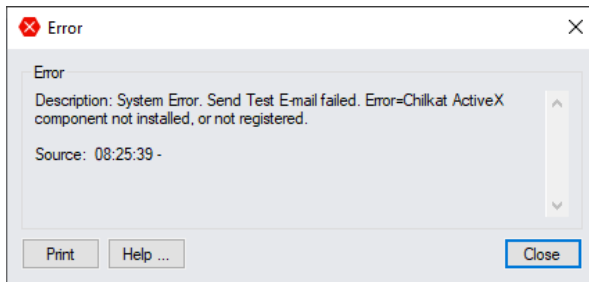 Error
Error
Description: System Error. Send Test E-mail failed. Error=Chilkat ActiveX
component not installed, or not registered.
Source: 08:25:39 -
Print
Help ...
Close